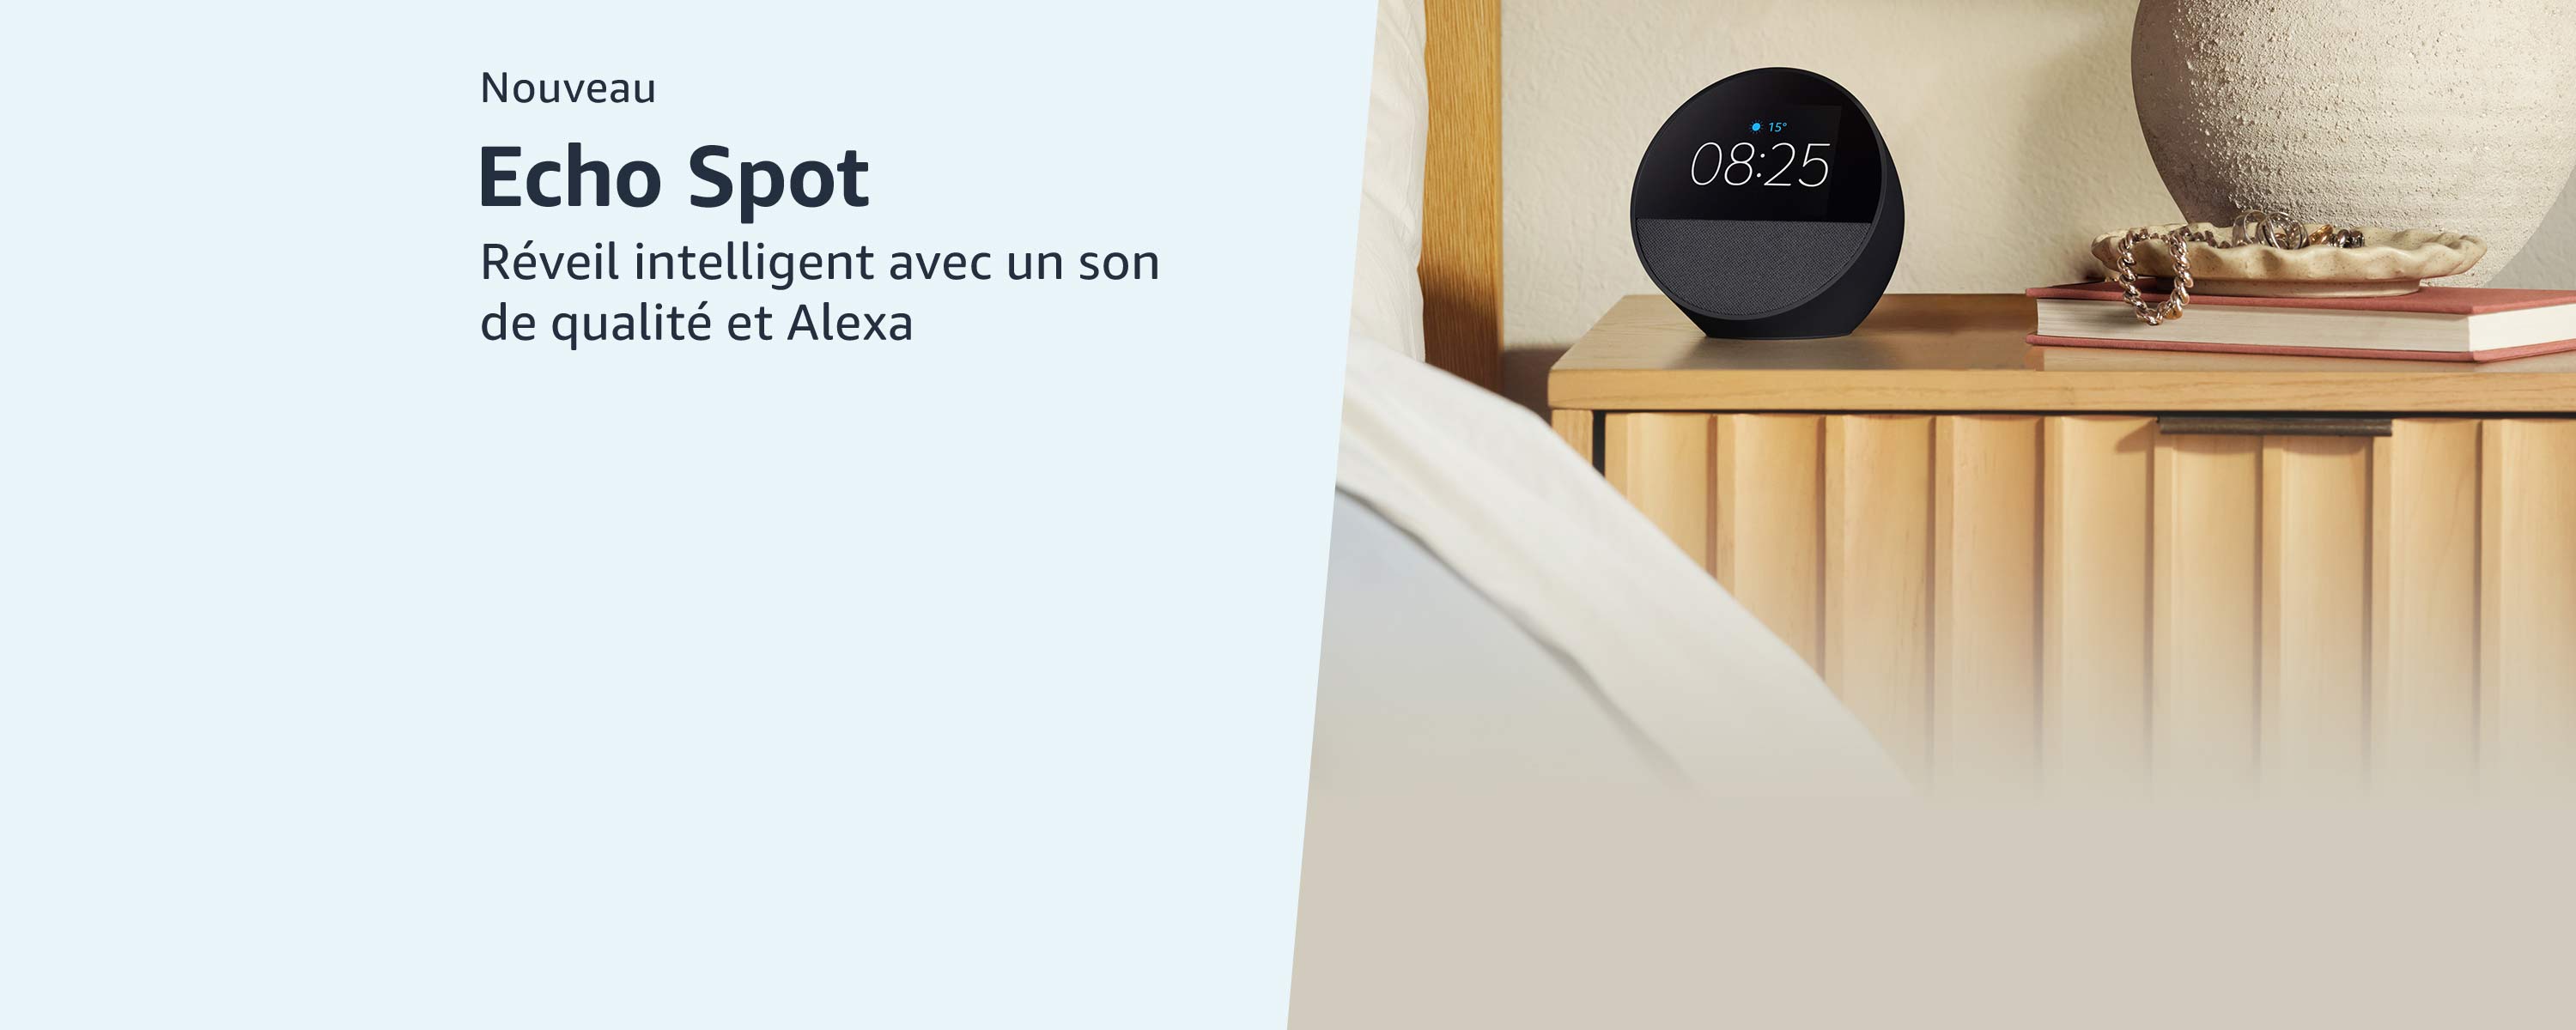 Nouveau
Echo Spot
Réveil intelligent avec un son
de qualité et Alexa
15°
08:25